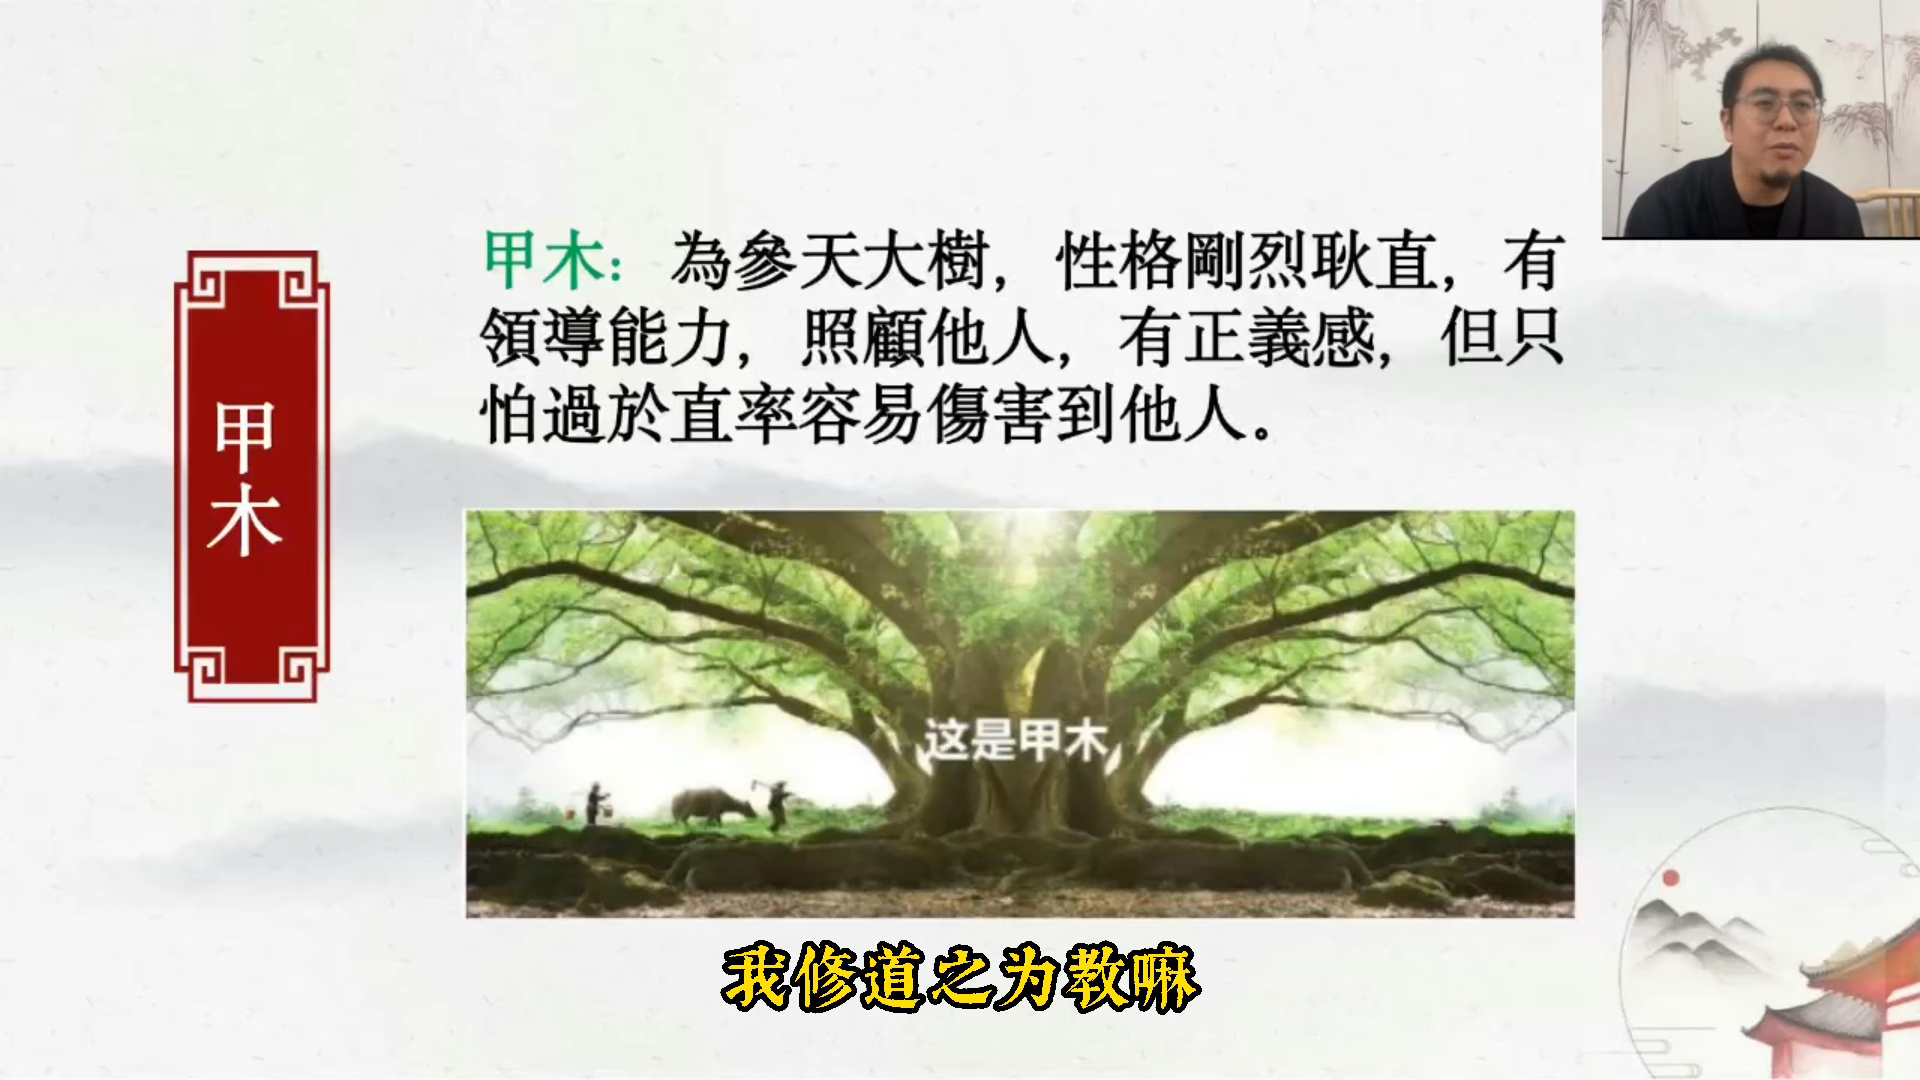 甲木
甲木：為參天大樹，性格剛烈耿直，有
領導能力，照顧他人，有正義感，但只
怕過於直率容易傷害到他人。
这是甲木
我修道之为教嘛